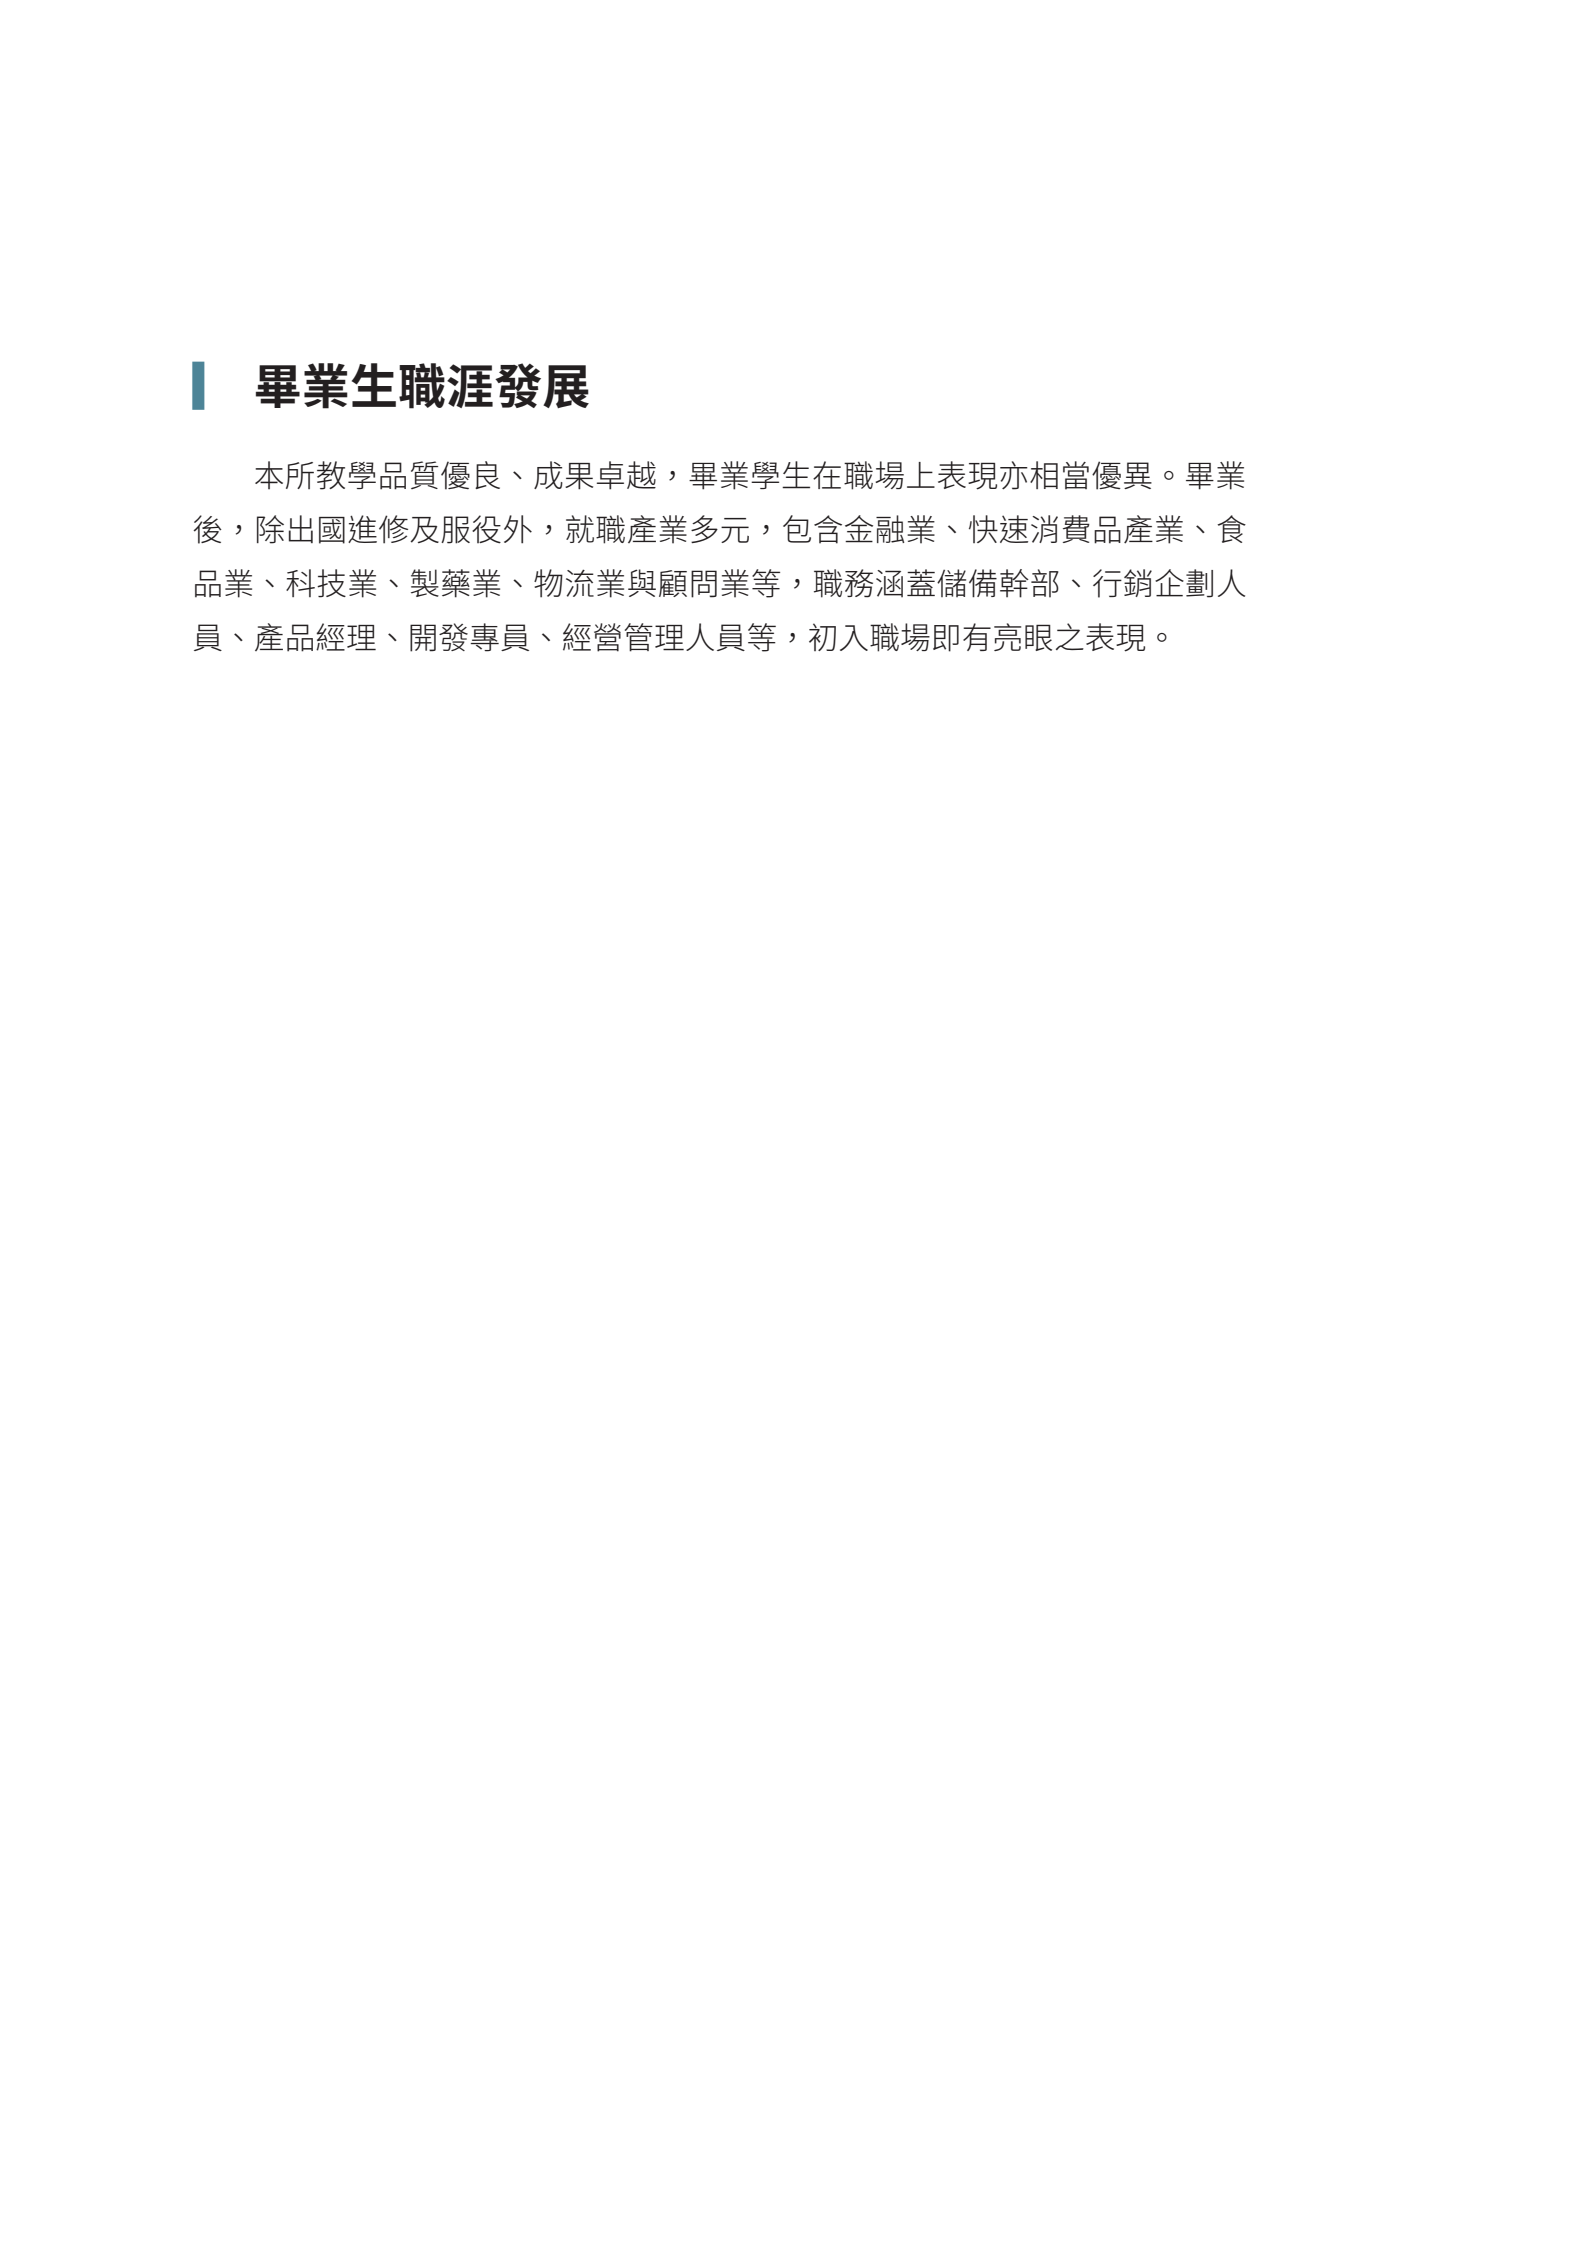 畢業生職涯發展
本所教學品質優良、成果卓越，畢業學生在職場上表現亦相當優異。畢業
後，除出國進修及服役外，就職產業多元，包含金融業、快速消費品產業、食
品業、科技業、製藥業、物流業與顧問業等，職務涵蓋儲備幹部、行銷企劃人
員、產品經理、開發專員、經營管理人員等，初入職場即有亮眼之表現。